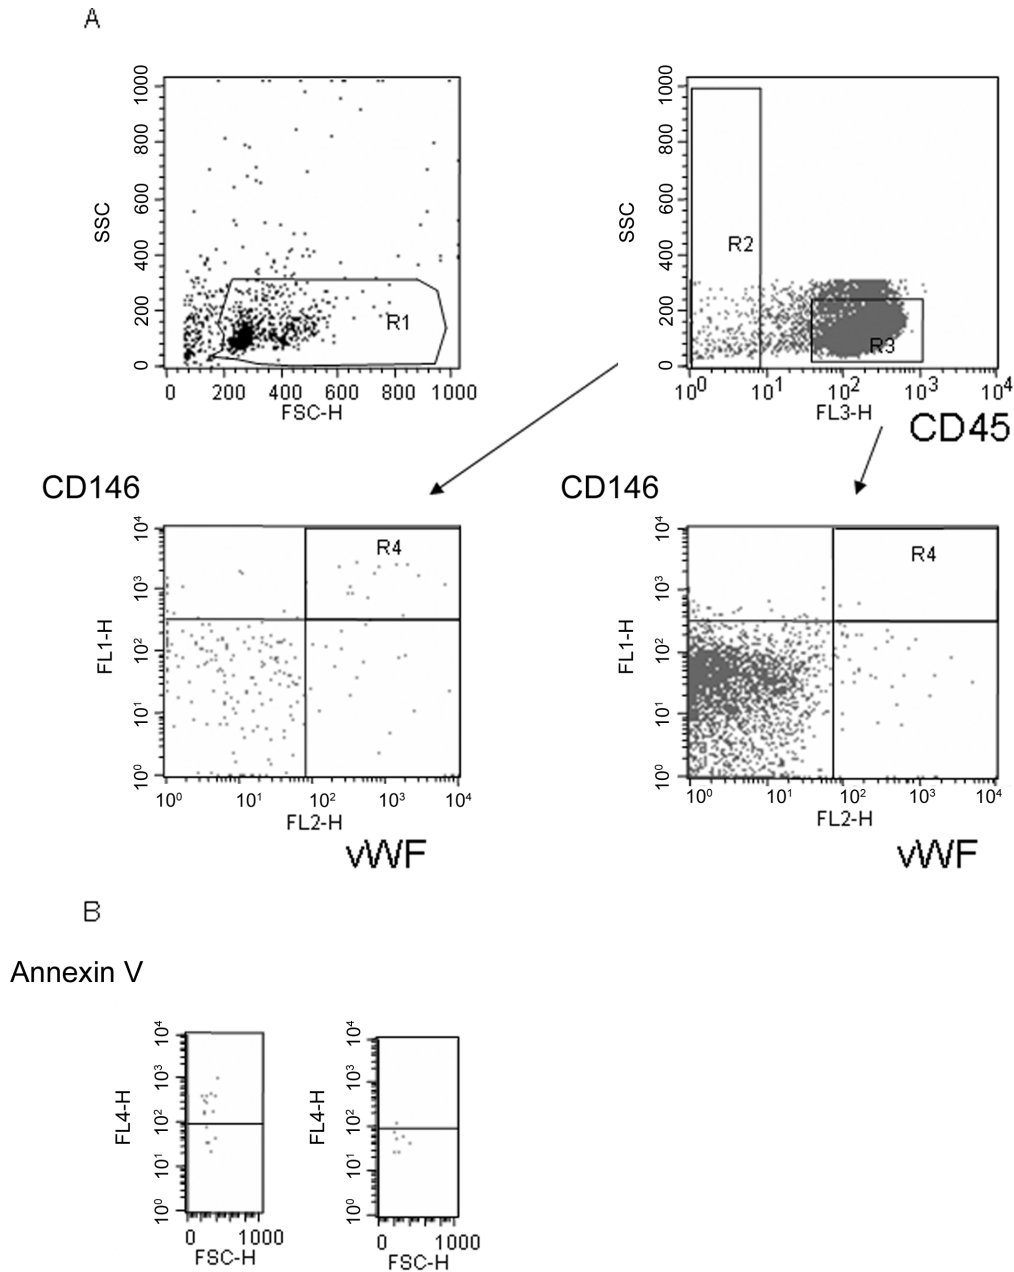 A
1000
800
600
400
200
0
SSC
R1
0 200 400 600 800 1000
FSC-H
1000
800
600
400
200
0
SSC
R2
R3
10⁰ 10¹ 10² 10³ 10⁴
FL3-H
CD45
CD146
10⁴
10³
10²
10¹
10⁰
FL1-H
R4
10⁰ 10¹ 10² 10³ 10⁴
FL2-H
vWF
CD146
10⁴
10³
10²
10¹
10⁰
FL1-H
R4
10⁰ 10¹ 10² 10³ 10⁴
FL2-H
vWF
B
Annexin V
10⁴
10³
10²
10¹
10⁰
FL4-H
0 1000
FSC-H
10⁴
10³
10²
10¹
10⁰
FL4-H
0 1000
FSC-H